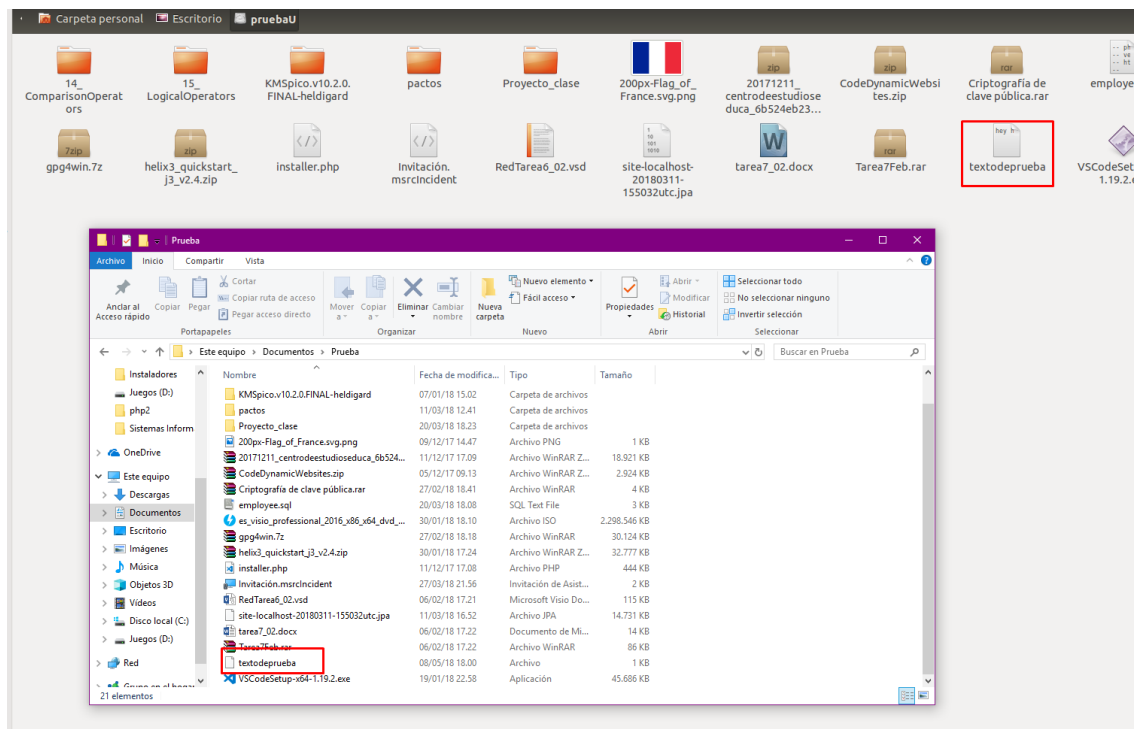 Carpeta personal Escritorio pruebaU
14_
ComparisonOperat
ors
15_
LogicalOperators
KMSpico.v10.2.0.
FINAL-heldigard
pactos
Proyecto_clase
200px-Flag_of_
France.svg.png
zip
20171211_
centrodeestudiose
duca_6b524eb23...
zip
CodeDynamicWebsi
tes.zip
rar
Criptografía de
clave pública.rar
employe
7zip
gpg4win.7z
zip
helix3_quickstart_
j3_v2.4.zip
installer.php
Invitación.
msrcIncident
RedTarea6_02.vsd
site-localhost-
20180311-
155032utc.jpa
W
tarea7_02.docx
rar
Tarea7Feb.rar
hey h
textodeprueba
VSCodeSet
1.19.2.e
Prueba
Archivo Inicio Compartir Vista
Anclar al
Acceso rápido
Copiar Pegar
Cortar
Copiar ruta de acceso
Pegar acceso directo
Mover
a
Copiar
a
Eliminar
Cambiar
nombre
Nueva
carpeta
Nuevo elemento
Fácil acceso
Propiedades
Abrir
Modificar
Historial
Seleccionar todo
No seleccionar ninguno
Invertir selección
Portapapeles Organizar Nuevo Abrir Seleccionar
Este equipo > Documentos > Prueba
Buscar en Prueba
Instaladores
Juegos (D:)
php2
Sistemas Inform
OneDrive
Este equipo
Descargas
Documentos
Escritorio
Imágenes
Música
Objetos 3D
Vídeos
Disco local (C:)
Juegos (D:)
Red
Nombre Fecha de modifica... Tipo Tamaño
KMSpico.v10.2.0.FINAL-heldigard 07/01/18 15.02 Carpeta de archivos
pactos 11/03/18 12.41 Carpeta de archivos
Proyecto_clase 20/03/18 18.23 Carpeta de archivos
200px-Flag_of_France.svg.png 09/12/17 14.47 Archivo PNG 1 KB
20171211_centrodeestudioseduca_6b524... 11/12/17 17.09 Archivo WinRAR Z... 18.921 KB
CodeDynamicWebsites.zip 05/12/17 09.13 Archivo WinRAR Z... 2.924 KB
Criptografía de clave pública.rar 27/02/18 18.41 Archivo WinRAR 4 KB
employee.sql 20/03/18 18.08 SQL Text File 3 KB
es_visio_professional_2016_x86_x64_dvd_... 30/01/18 18.10 Archivo ISO 2.298.546 KB
gpg4win.7z 27/02/18 18.18 Archivo WinRAR 30.124 KB
helix3_quickstart_j3_v2.4.zip 30/01/18 17.24 Archivo WinRAR Z... 32.777 KB
installer.php 11/12/17 17.08 Archivo PHP 444 KB
Invitación.msrcIncident 27/03/18 21.56 Invitación de Asist... 2 KB
RedTarea6_02.vsd 06/02/18 17.21 Microsoft Visio Do... 115 KB
site-localhost-20180311-155032utc.jpa 11/03/18 16.52 Archivo JPA 14.731 KB
tarea7_02.docx 06/02/18 17.22 Documento de Mi... 14 KB
Tarea7Feb.rar 06/02/18 17.22 Archivo WinRAR 86 KB
textodeprueba 08/05/18 18.00 Archivo 1 KB
VSCodeSetup-x64-1.19.2.exe 19/01/18 22.58 Aplicación 45.686 KB
21 elementos